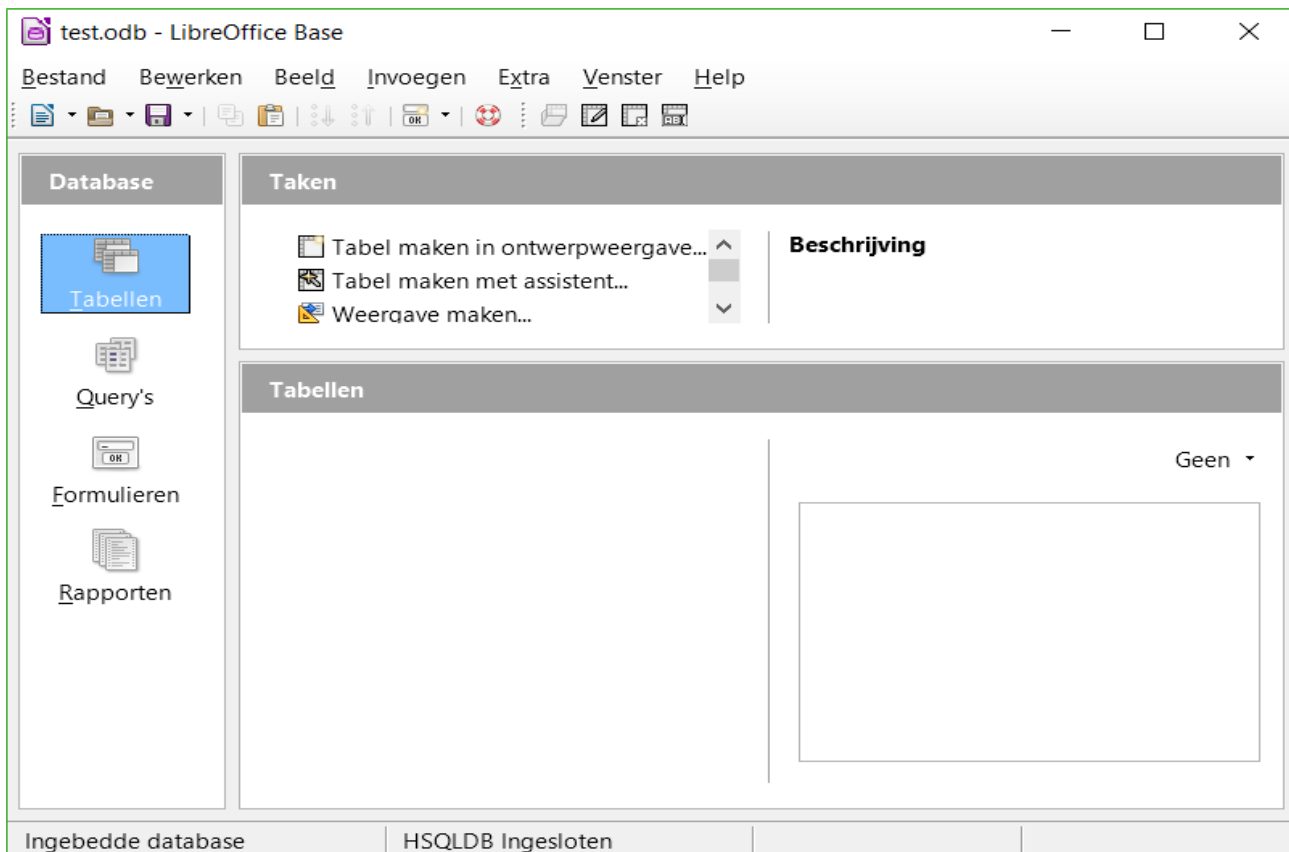 test.odb - LibreOffice Base
Bestand Bewerken Beeld Invoegen Extra Venster Help
Database
Tabellen
Query's
Formulieren
Rapporten
Taken
Tabel maken in ontwerpweergave...
Tabel maken met assistent...
Weergave maken...
Beschrijving
Tabellen
Geen
Ingebedde database HSQLDB Ingesloten